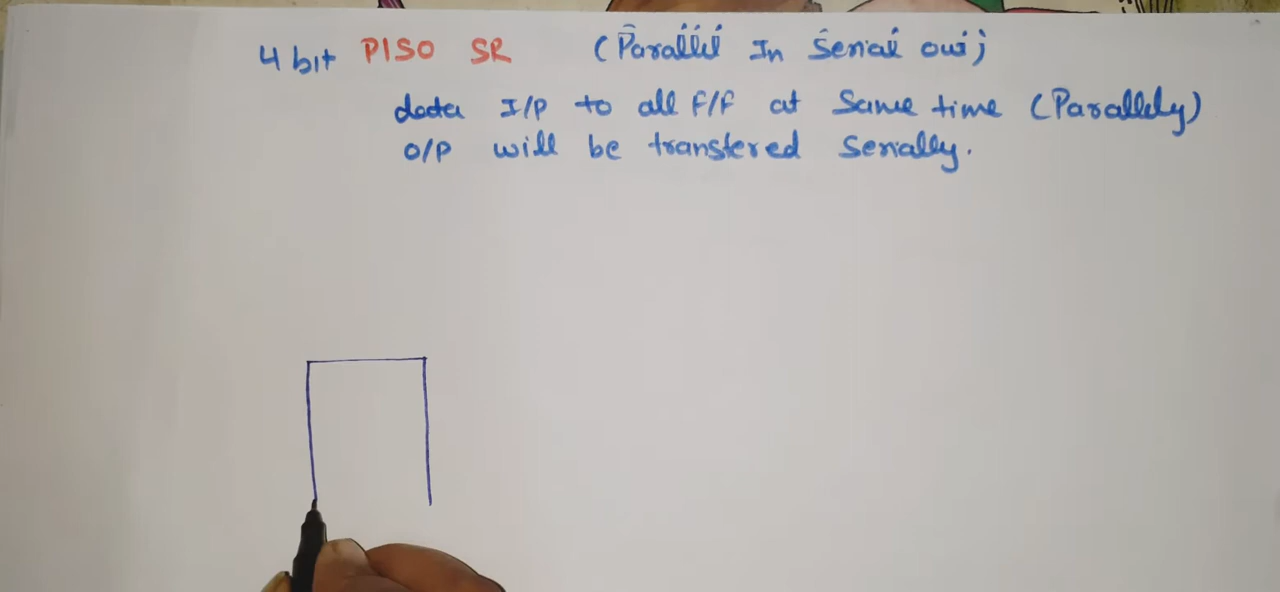 4 bit PISO SR (Parallel In Serial out)
data I/P to all F/F at Same time (Parallely)
O/P will be transfered Serially.